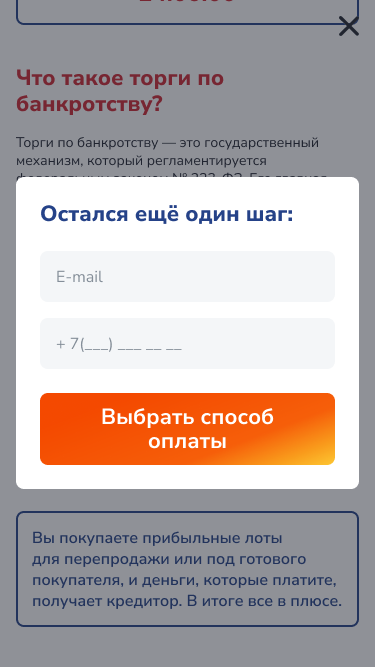 Что такое торги по
банкротству?
Торги по банкротству — это государственный
механизм, который регламентируется
Остался ещё один шаг:
E-mail
+ 7(___) ___ __ __
Выбрать способ
оплаты
Вы покупаете прибыльные лоты
для перепродажи или под готового
покупателя, и деньги, которые платите,
получает кредитор. В итоге все в плюсе.